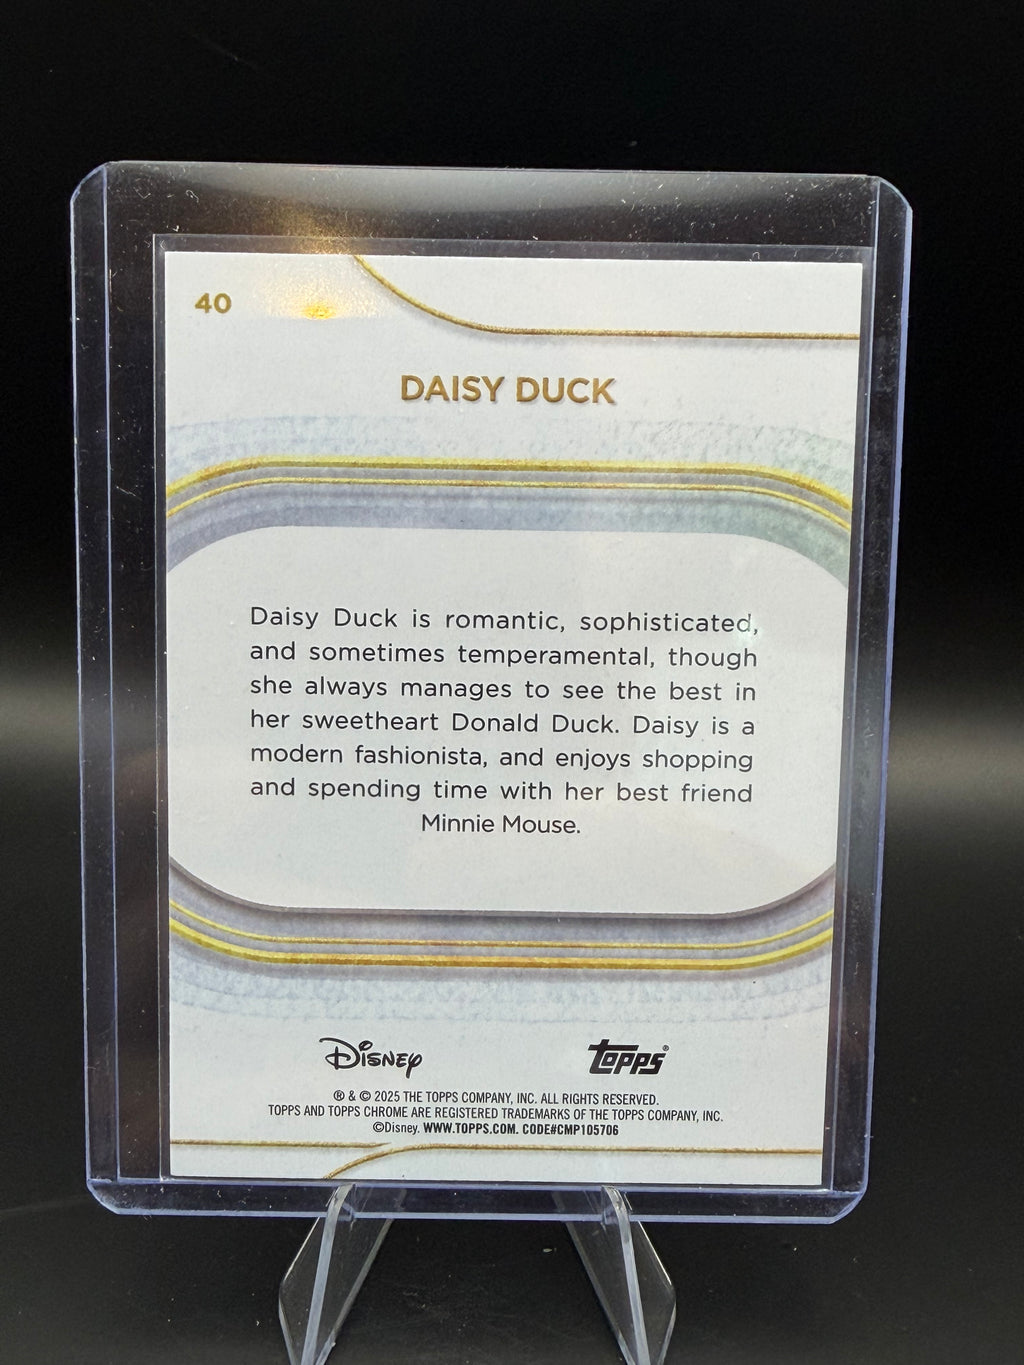 40
DAISY DUCK
Daisy Duck is romantic, sophisticated,
and sometimes temperamental, though
she always manages to see the best in
her sweetheart Donald Duck. Daisy is a
modern fashionista, and enjoys shopping
and spending time with her best friend
Minnie Mouse.
Disney
Topps®
® & © 2025 THE TOPPS COMPANY, INC. ALL RIGHTS RESERVED.
TOPPS AND TOPPS CHROME ARE REGISTERED TRADEMARKS OF THE TOPPS COMPANY, INC.
©Disney. WWW.TOPPS.COM. CODE#CMP105706